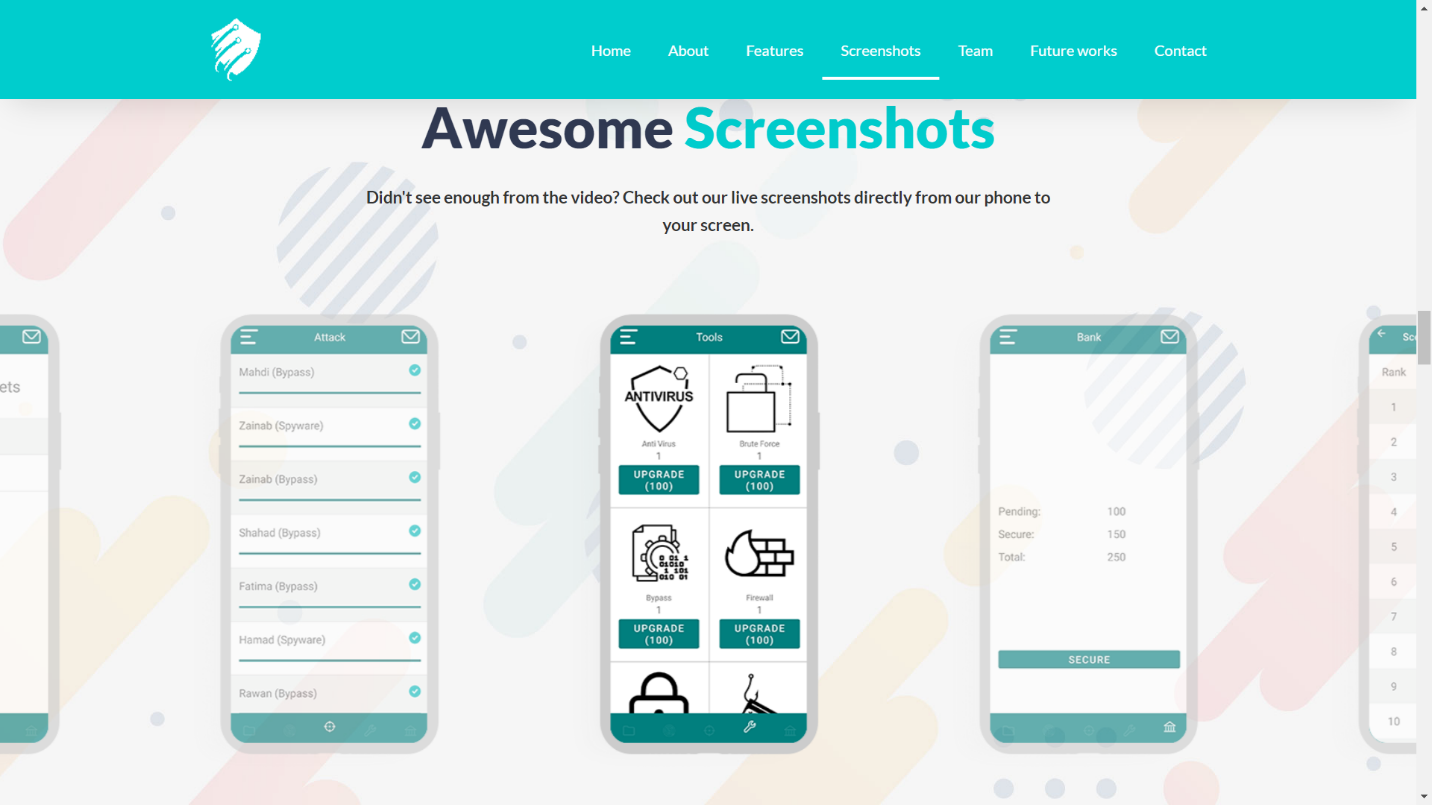 Home
About
Features
Screenshots
Team
Future works
Contact
Awesome Screenshots
Didn't see enough from the video? Check out our live screenshots directly from our phone to
your screen.
ets
Attack
Mahdi (Bypass)
Zainab (Spyware)
Zainab (Bypass)
Shahad (Bypass)
Fatima (Bypass)
Hamad (Spyware)
Rawan (Bypass)
Tools
ANTIVIRUS
Anti Virus
1
UPGRADE
(100)
Brute Force
1
UPGRADE
(100)
Bypass
1
UPGRADE
(100)
Firewall
1
UPGRADE
(100)
Bank
Pending: 100
Secure: 150
Total: 250
SECURE
Sc
Rank
1
2
3
4
5
6
7
8
9
10